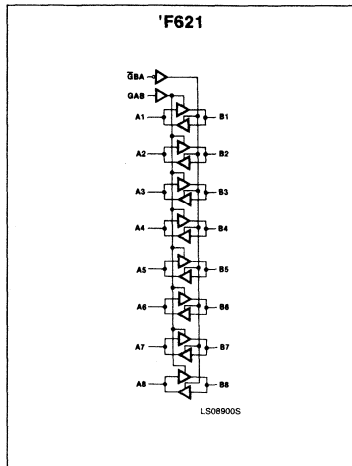 'F621
G̅BA
GAB
A1 B1
A2 B2
A3 B3
A4 B4
A5 B5
A6 B6
A7 B7
A8 B8
LS08900S